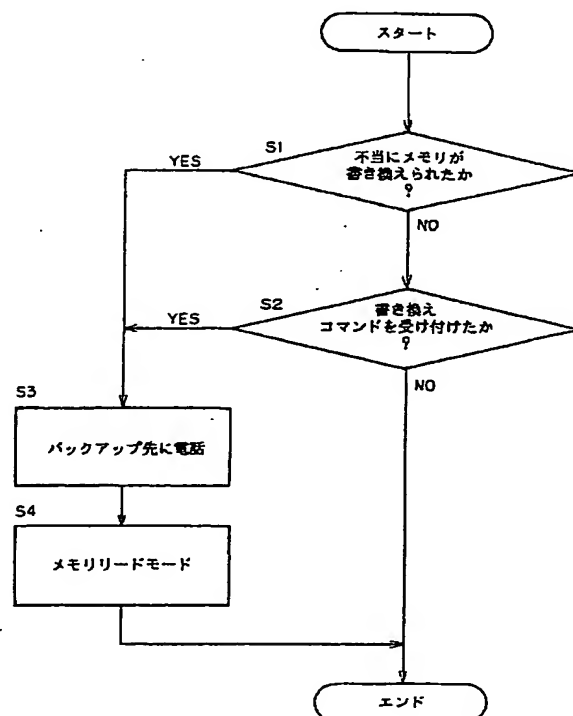 スタート
S1
不当にメモリが
書き換えられたか
?
YES
NO
S2
書き換え
コマンドを受け付けたか
?
YES
NO
S3
バックアップ先に電話
S4
メモリリードモード
エンド